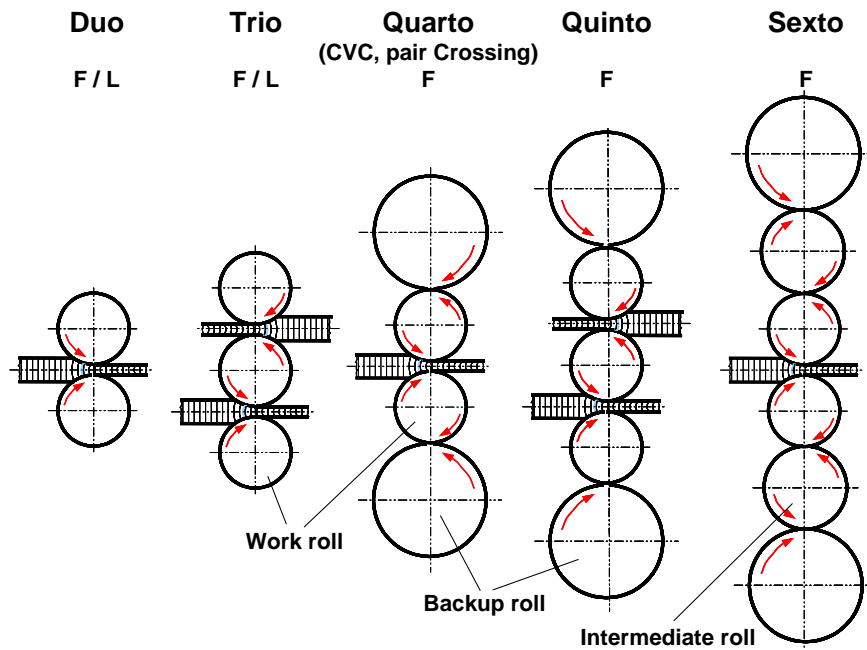 Duo
Trio
Quarto
Quinto
Sexto
(CVC, pair Crossing)
F / L
F / L
F
F
F
Work roll
Backup roll
Intermediate roll